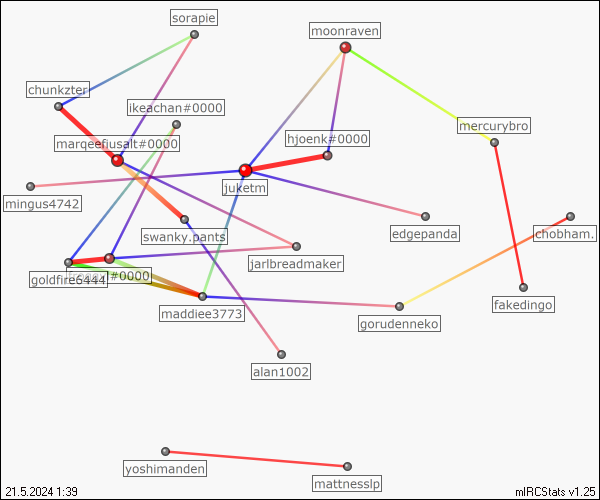 sorapie
moonraven
chunkzter
ikeachan#0000
mercurybro
hjoenk#0000
marqeefiusalt#0000
juketm
mingus4742
edgepanda
chobham.
swanky.pants
jarlbreadmaker
goldfire6444
#0000
fakedingo
maddiee3773
gorudenneko
alan1002
yoshimanden
mattnesslp
21.5.2024 1:39
mIRCStats v1.25